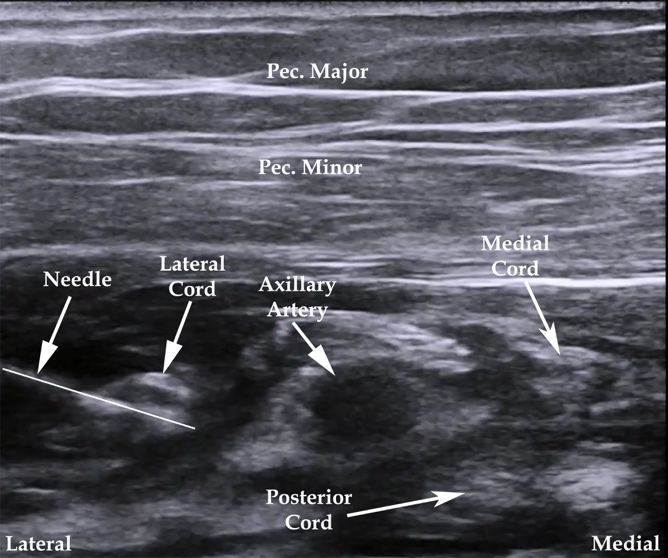 Pec. Major
Pec. Minor
Medial
Cord
Lateral
Cord
Needle
Axillary
Artery
Posterior
Cord
Lateral
Medial